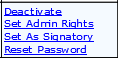 Deactivate
Set Admin Rights
Set As Signatory
Reset Password